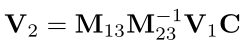 V₂ = M₁₃M₂₃⁻¹V₁C